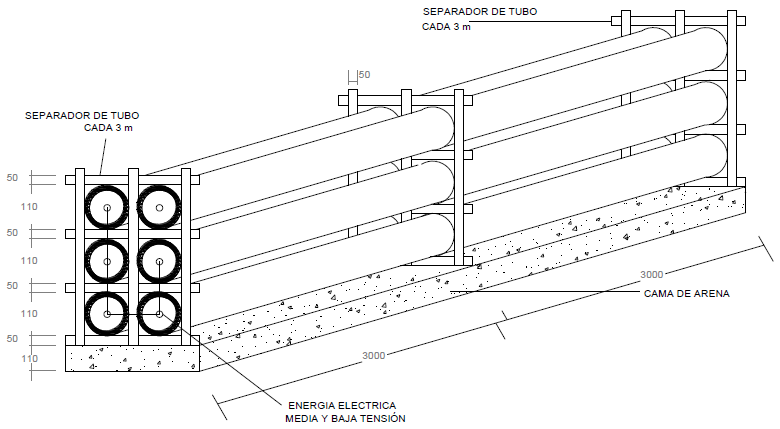 SEPARADOR DE TUBO
CADA 3 m
50
SEPARADOR DE TUBO
CADA 3 m
50
110
50
110
50
110
50
110
3000
CAMA DE ARENA
3000
ENERGIA ELECTRICA
MEDIA Y BAJA TENSIÓN